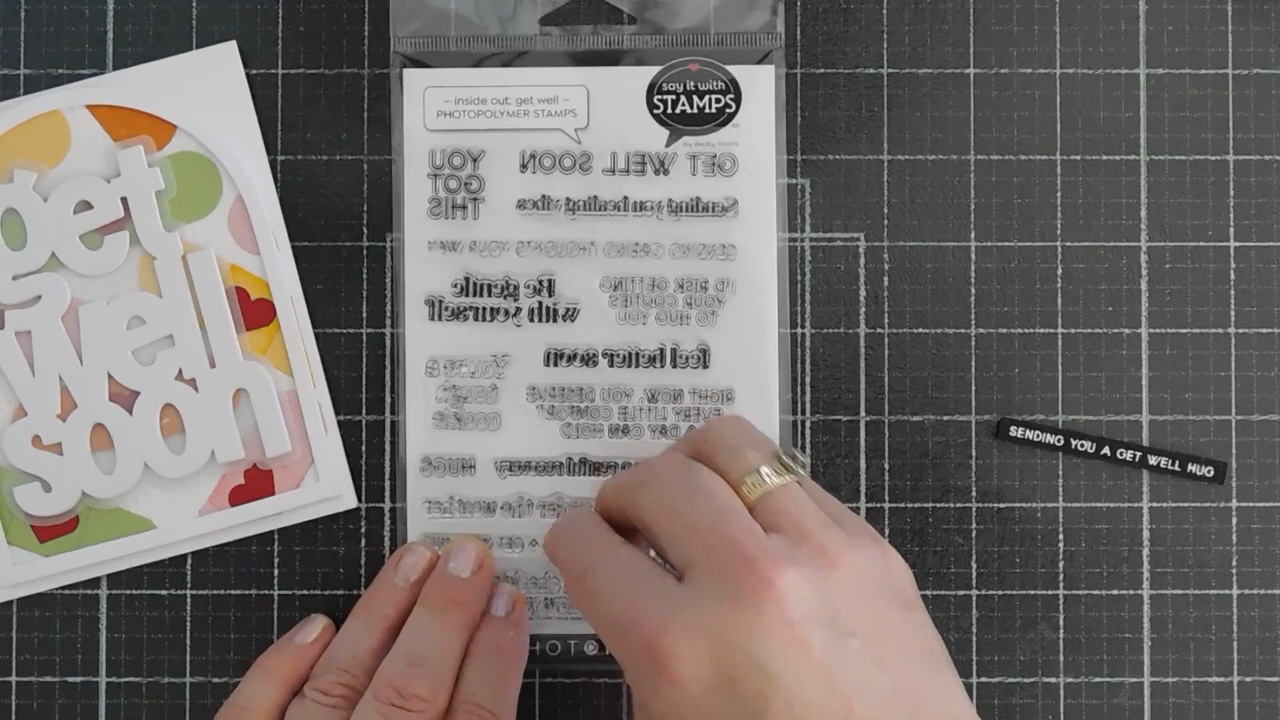 get
well
soon
– inside out: get well –
PHOTOPOLYMER STAMPS
say it with
STAMPS
YOU
GOT
THIS
GET WELL SOON
Sending you healing vibes
SENDING CARING THOUGHTS YOUR WAY
Be gentle
with yourself
I'D RISK GETTING
YOUR COOTIES
TO HUG YOU
feel better soon
You're a
tough
cookie
RIGHT NOW, YOU DESERVE
EVERY LITTLE COMFORT
A DAY CAN HOLD
HUGS
restful recovery
the weather
GET
SENDING YOU A GET WELL HUG